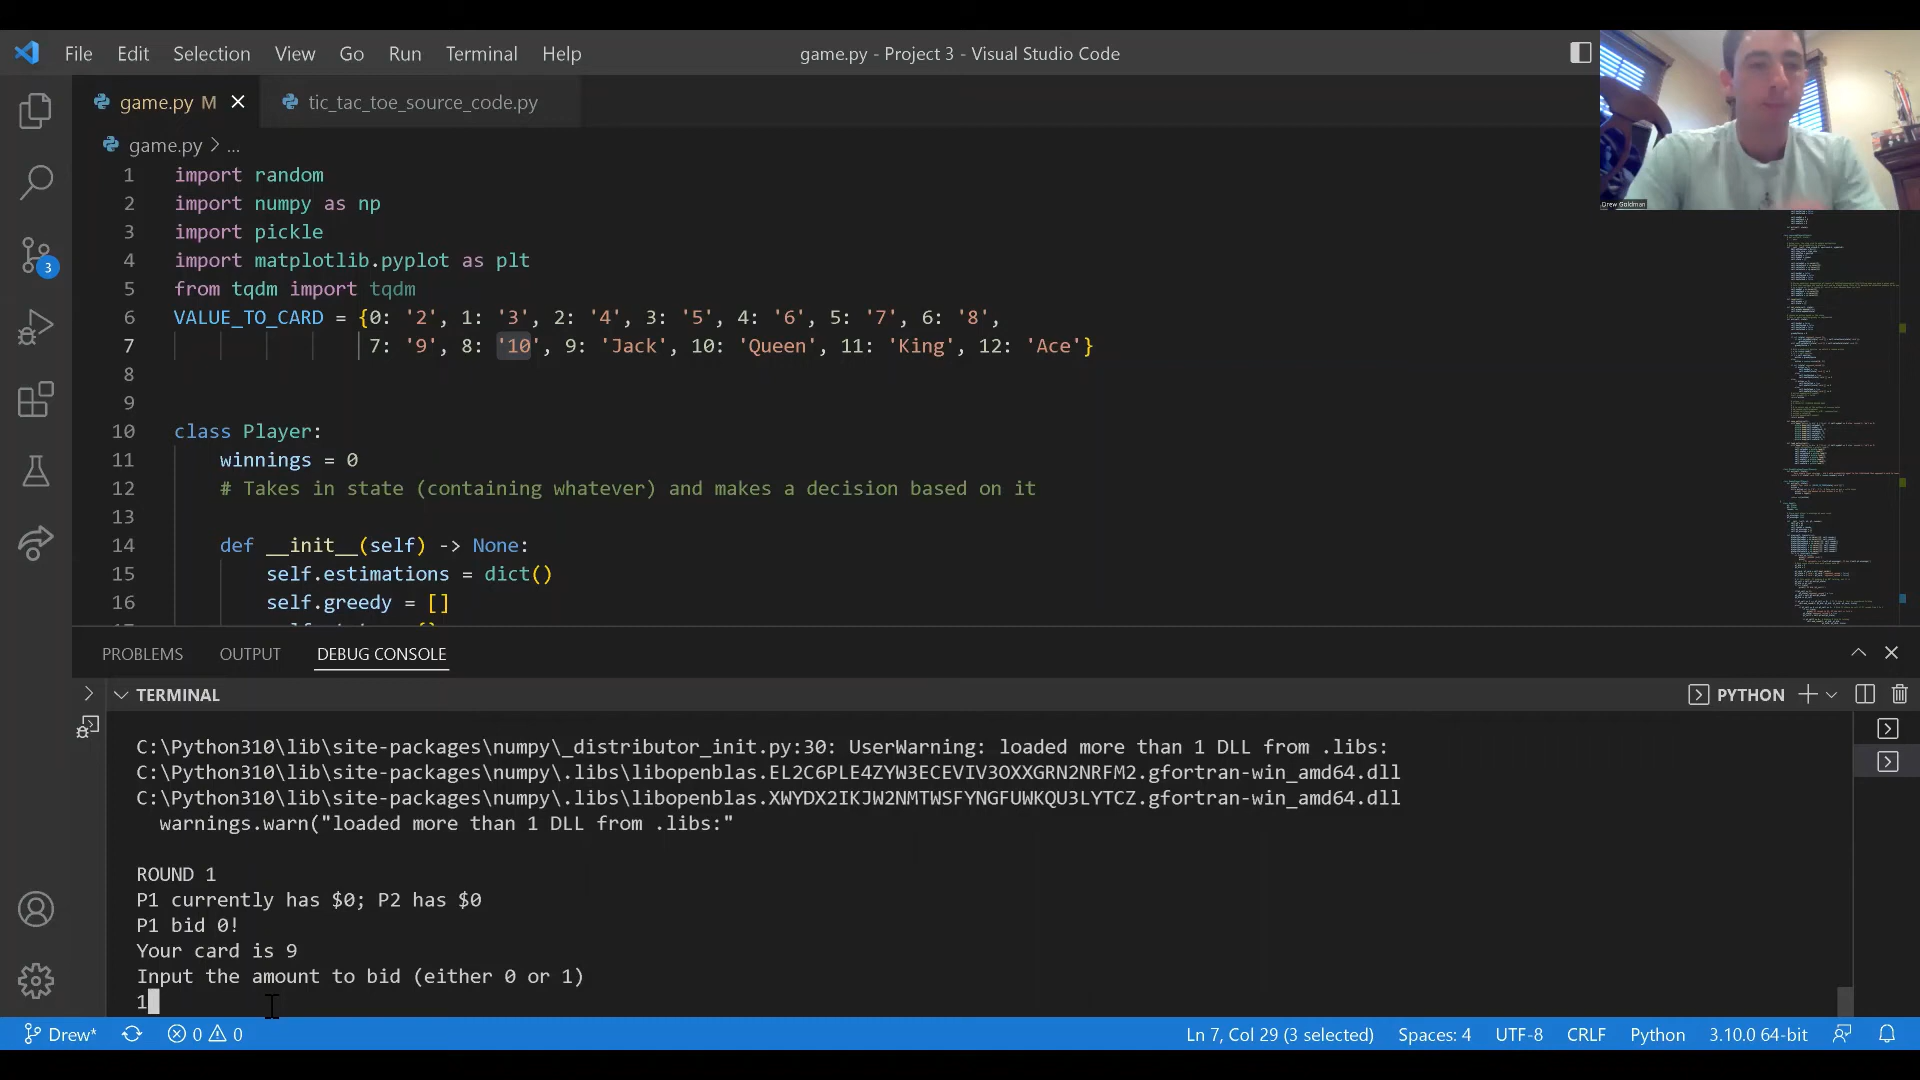 File Edit Selection View Go Run Terminal Help
game.py - Project 3 - Visual Studio Code
game.py M
tic_tac_toe_source_code.py
Drew Goldman
game.py > ...
1 import random
2 import numpy as np
3 import pickle
4 import matplotlib.pyplot as plt
5 from tqdm import tqdm
6 VALUE_TO_CARD = {0: '2', 1: '3', 2: '4', 3: '5', 4: '6', 5: '7', 6: '8',
7 7: '9', 8: '10', 9: 'Jack', 10: 'Queen', 11: 'King', 12: 'Ace'}
8
9
10 class Player:
11 winnings = 0
12 # Takes in state (containing whatever) and makes a decision based on it
13
14 def __init__(self) -> None:
15 self.estimations = dict()
16 self.greedy = []
3
PROBLEMS OUTPUT DEBUG CONSOLE
TERMINAL
PYTHON
C:\Python310\lib\site-packages\numpy\_distributor_init.py:30: UserWarning: loaded more than 1 DLL from .libs:
C:\Python310\lib\site-packages\numpy\.libs\libopenblas.EL2C6PLE4ZYW3ECEVIV3OXXGRN2NRFM2.gfortran-win_amd64.dll
C:\Python310\lib\site-packages\numpy\.libs\libopenblas.XWYDX2IKJW2NMTWSFYNGFUWKQU3LYTCZ.gfortran-win_amd64.dll
warnings.warn("loaded more than 1 DLL from .libs:"
ROUND 1
P1 currently has $0; P2 has $0
P1 bid 0!
Your card is 9
Input the amount to bid (either 0 or 1)
1
Drew* 0 0
Ln 7, Col 29 (3 selected) Spaces: 4 UTF-8 CRLF Python 3.10.0 64-bit